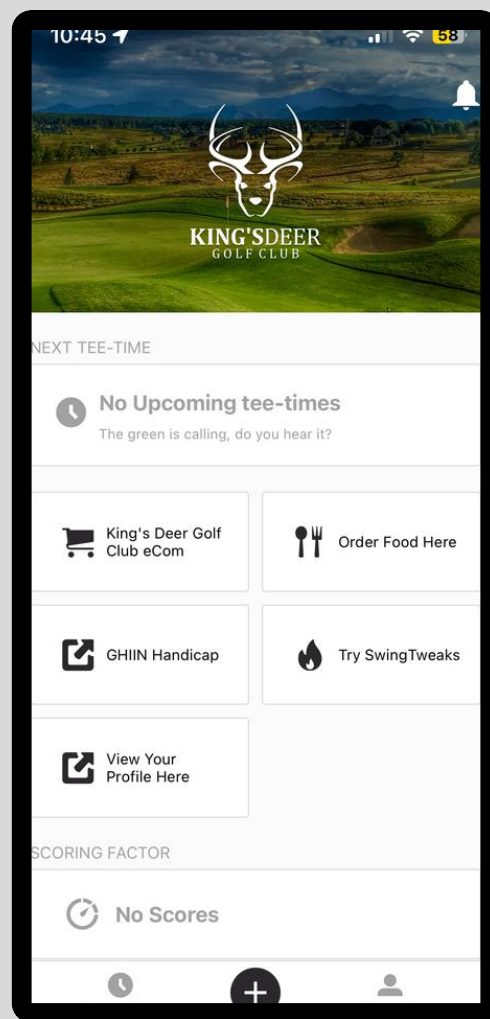 10:45
58
KING'SDEER
GOLF CLUB
NEXT TEE-TIME
No Upcoming tee-times
The green is calling, do you hear it?
King's Deer Golf
Club eCom
Order Food Here
GHIIN Handicap
Try SwingTweaks
View Your
Profile Here
SCORING FACTOR
No Scores